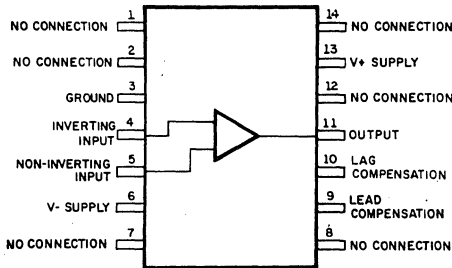 1
NO CONNECTION
2
NO CONNECTION
3
GROUND
4
INVERTING
INPUT
5
NON-INVERTING
INPUT
6
V- SUPPLY
7
NO CONNECTION
14
NO CONNECTION
13
V+ SUPPLY
12
NO CONNECTION
11
OUTPUT
10
LAG
COMPENSATION
9
LEAD
COMPENSATION
8
NO CONNECTION